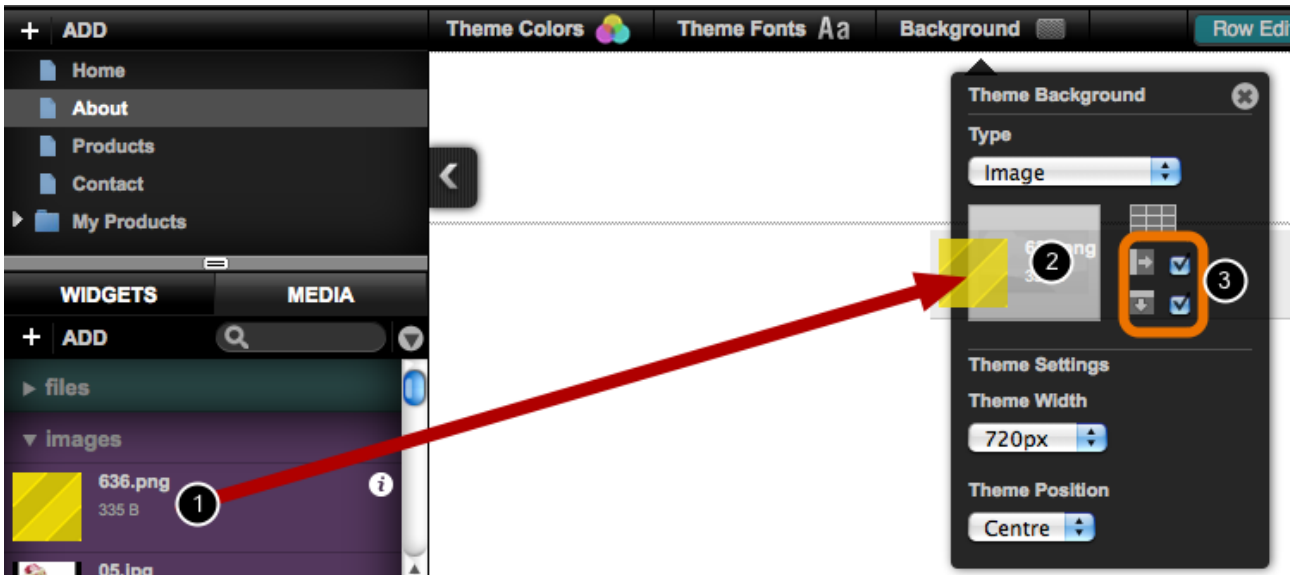 + ADD
Theme Colors
Theme Fonts Aa
Background
Row Edi
Home
About
Products
Contact
My Products
WIDGETS
MEDIA
+ ADD
files
images
636.png
335 B
i
1
05.jpg
Theme Background
Type
Image
2
3
Theme Settings
Theme Width
720px
Theme Position
Centre